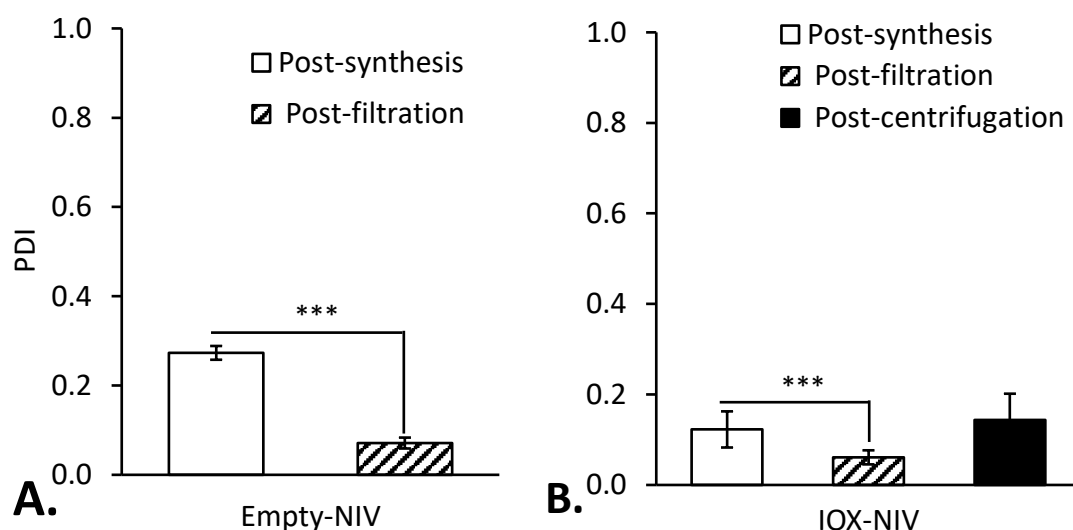 1.0
0.8
0.6
0.4
0.2
0.0
PDI
Post-synthesis
Post-filtration
***
A.
Empty-NIV
1.0
0.8
0.6
0.4
0.2
0.0
Post-synthesis
Post-filtration
Post-centrifugation
***
B.
IOX-NIV